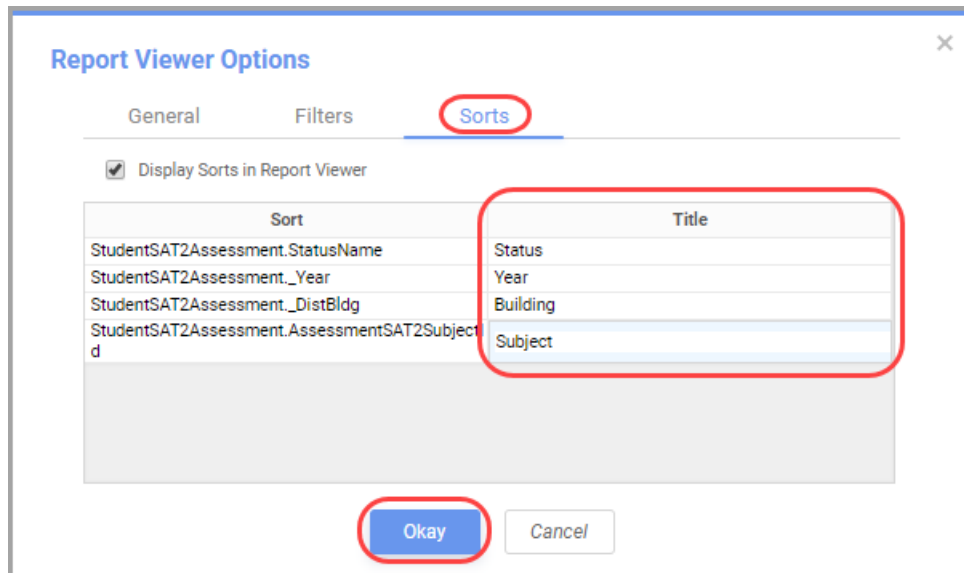 Report Viewer Options
General Filters Sorts
Display Sorts in Report Viewer
Sort Title
StudentSAT2Assessment.StatusName Status
StudentSAT2Assessment._Year Year
StudentSAT2Assessment._DistBldg Building
StudentSAT2Assessment.AssessmentSAT2SubjectI
d Subject
Okay Cancel